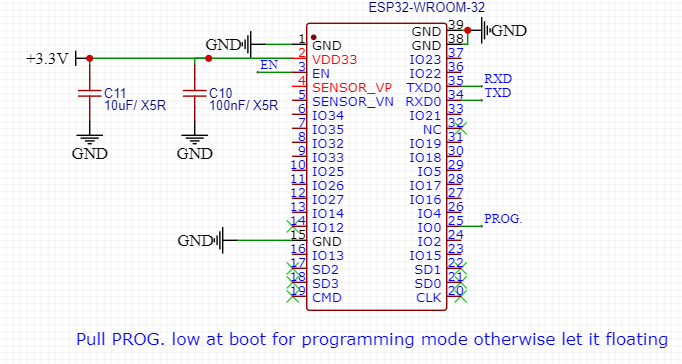 ESP32-WROOM-32
+3.3V
C11
10uF/ X5R
GND
C10
100nF/ X5R
GND
GND
EN
GND
1 GND
2 VDD33
3 EN
4 SENSOR_VP
5 SENSOR_VN
6 IO34
7 IO35
8 IO32
9 IO33
10 IO25
11 IO26
12 IO27
13 IO14
14 IO12
15 GND
16 IO13
17 SD2
18 SD3
19 CMD
GND 39
GND 38
IO23 37
IO22 36
TXD0 35
RXD0 34
IO21 33
NC 32
IO19 31
IO18 30
IO5 29
IO17 28
IO16 27
IO4 26
IO0 25
IO2 24
IO15 23
SD1 22
SD0 21
CLK 20
GND
RXD
TXD
PROG.
Pull PROG. low at boot for programming mode otherwise let it floating